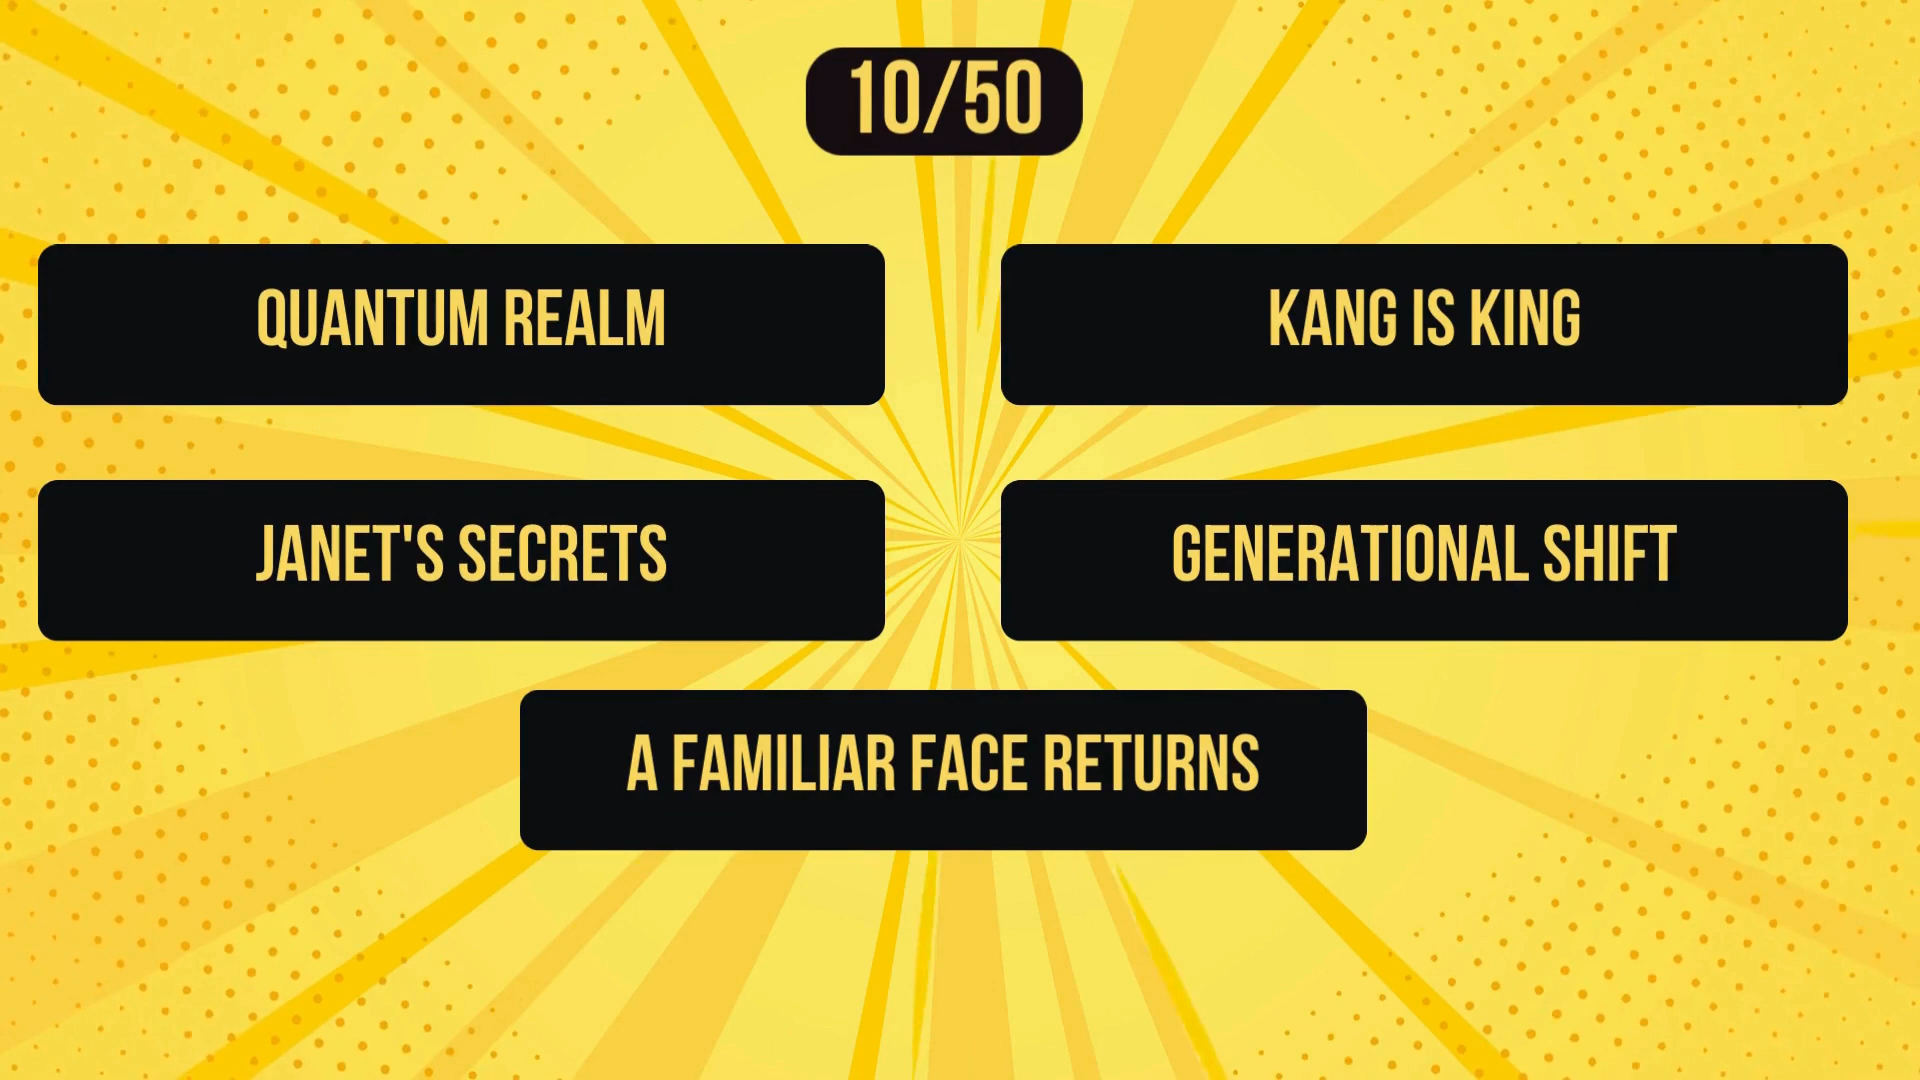 10/50
QUANTUM REALM
KANG IS KING
JANET'S SECRETS
GENERATIONAL SHIFT
A FAMILIAR FACE RETURNS